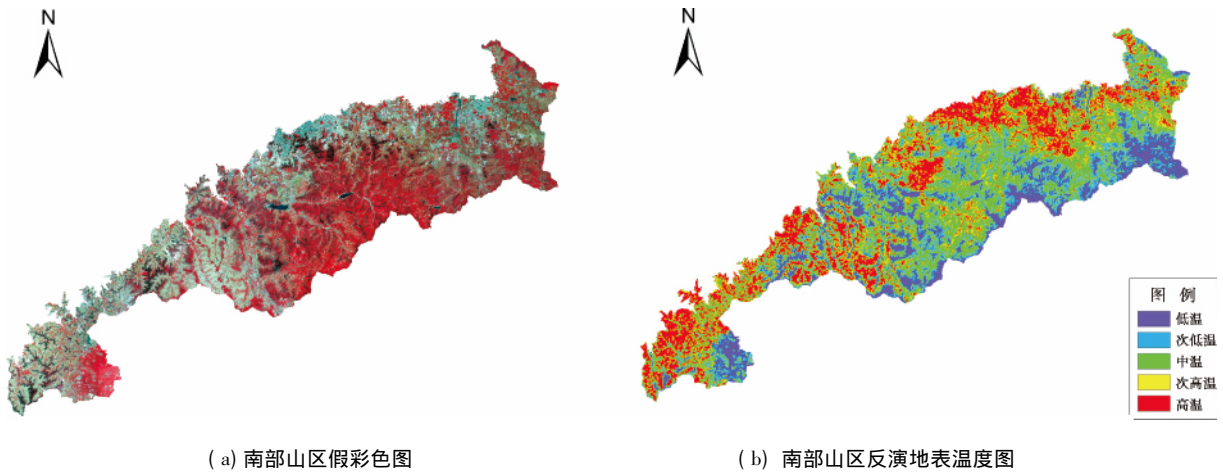 N
N
图 例
低温
次低温
中温
次高温
高温
( a) 南部山区假彩色图
( b) 南部山区反演地表温度图